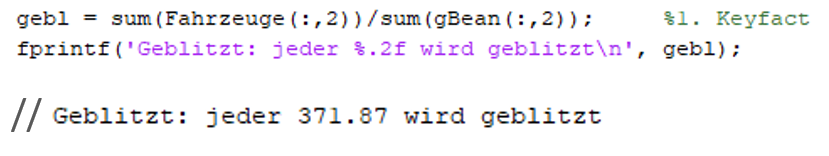 gebl = sum(Fahrzeuge(:,2))/sum(gBean(:,2));     %1. Keyfact
fprintf('Geblitzt: jeder %.2f wird geblitzt\n', gebl);
// Geblitzt: jeder 371.87 wird geblitzt